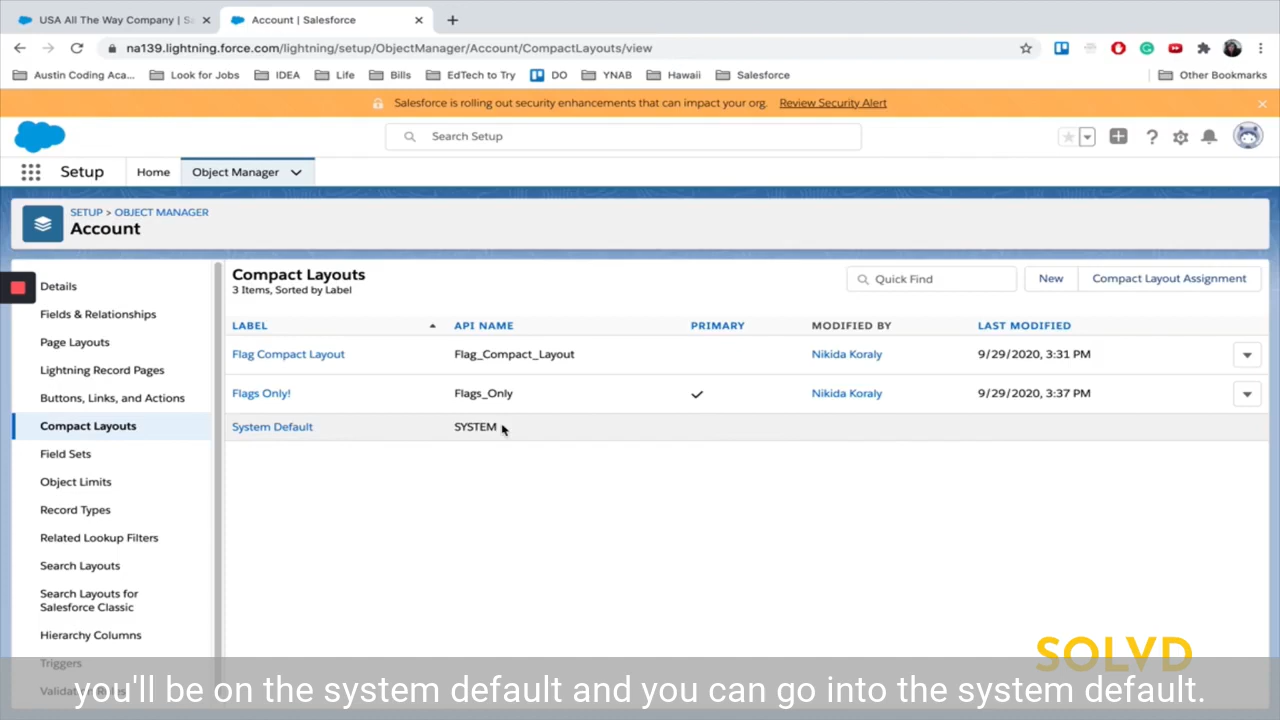 USA All The Way Company | Sa
Account | Salesforce
na139.lightning.force.com/lightning/setup/ObjectManager/Account/CompactLayouts/view
Austin Coding Aca...
Look for Jobs
IDEA
Life
Bills
EdTech to Try
DO
YNAB
Hawaii
Salesforce
Other Bookmarks
Salesforce is rolling out security enhancements that can impact your org. Review Security Alert
Search Setup
Setup
Home
Object Manager
SETUP > OBJECT MANAGER
Account
Details
Fields & Relationships
Page Layouts
Lightning Record Pages
Buttons, Links, and Actions
Compact Layouts
Field Sets
Object Limits
Record Types
Related Lookup Filters
Search Layouts
Search Layouts for
Salesforce Classic
Hierarchy Columns
Triggers
Validation Rules
Compact Layouts
3 Items, Sorted by Label
Quick Find
New
Compact Layout Assignment
LABEL API NAME PRIMARY MODIFIED BY LAST MODIFIED
Flag Compact Layout Flag_Compact_Layout Nikida Koraly 9/29/2020, 3:31 PM
Flags Only! Flags_Only Nikida Koraly 9/29/2020, 3:37 PM
System Default SYSTEM
SOLVD
you'll be on the system default and you can go into the system default.